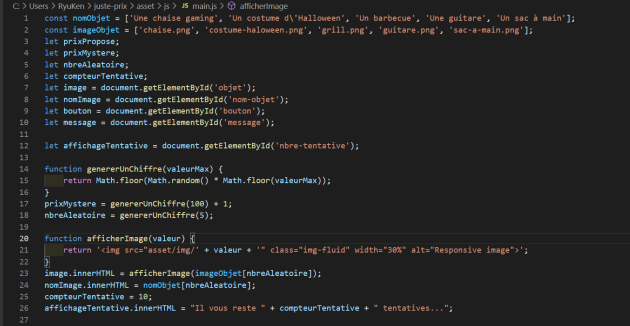 C: > Users > RyuKen > juste-prix > asset > js > JS main.js > afficherImage
1 const nomObjet = ['Une chaise gaming', 'Un costume d\'Halloween', 'Un barbecue', 'Une guitare', 'Un sac à main'];
2 const imageObjet = ['chaise.png', 'costume-haloween.png', 'grill.png', 'guitare.png', 'sac-a-main.png'];
3 let prixPropose;
4 let prixMystere;
5 let nbreAleatoire;
6 let compteurTentative;
7 let image = document.getElementById('objet');
8 let nomImage = document.getElementById('nom-objet');
9 let bouton = document.getElementById('bouton');
10 let message = document.getElementById('message');
11
12 let affichageTentative = document.getElementById('nbre-tentative');
13
14 function genererUnChiffre(valeurMax) {
15 return Math.floor(Math.random() * Math.floor(valeurMax));
16 }
17 prixMystere = genererUnChiffre(100) + 1;
18 nbreAleatoire = genererUnChiffre(5);
19
20 function afficherImage(valeur) {
21 return '<img src="asset/img/' + valeur + '" class="img-fluid" width="30%" alt="Responsive image">';
22 }
23 image.innerHTML = afficherImage(imageObjet[nbreAleatoire]);
24 nomImage.innerHTML = nomObjet[nbreAleatoire];
25 compteurTentative = 10;
26 affichageTentative.innerHTML = "Il vous reste " + compteurTentative + " tentatives...";
27